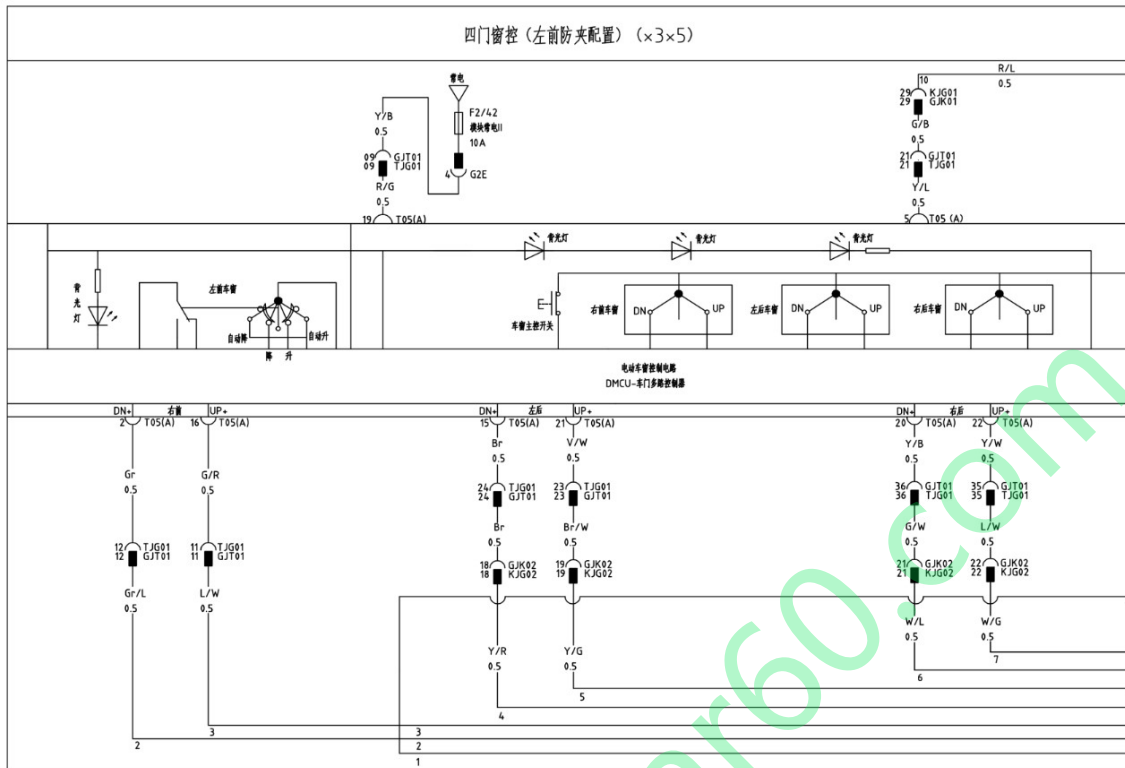 四门窗控（左前防夹配置）（×3×5）
常电
F2/42
模块常电II
10A
4 G2E
Y/B
0.5
09 GJT01
09 TJG01
R/G
0.5
19 T05(A)
R/L
0.5
10
29 KJG01
29 GJK01
G/B
0.5
21 GJT01
21 TJG01
Y/L
0.5
5 T05(A)
背光灯
左前车窗
自动降
自动升
降 升
背光灯
背光灯
背光灯
车窗主控开关
右前车窗
DN UP
左后车窗
DN UP
右后车窗
DN UP
电动车窗控制电路
DMCU-车门多路控制器
DN+ 右前 UP+
2 T05(A) 16 T05(A)
Gr G/R
0.5 0.5
12 TJG01 11 TJG01
12 GJT01 11 GJT01
Gr/L L/W
0.5 0.5
2 3
DN+ 左后 UP+
15 T05(A) 21 T05(A)
Br V/W
0.5 0.5
24 TJG01 23 TJG01
24 GJT01 23 GJT01
Br Br/W
0.5 0.5
18 GJK02 19 GJK02
18 KJG02 19 KJG02
Y/R Y/G
0.5 0.5
4 5
DN+ 右后 UP+
20 T05(A) 22 T05(A)
Y/B Y/W
0.5 0.5
36 GJT01 35 GJT01
36 TJG01 35 TJG01
G/W L/W
0.5 0.5
21 GJK02 22 GJK02
21 KJG02 22 KJG02
W/L W/G
0.5 0.5
6 7
3
2
1
r60.com